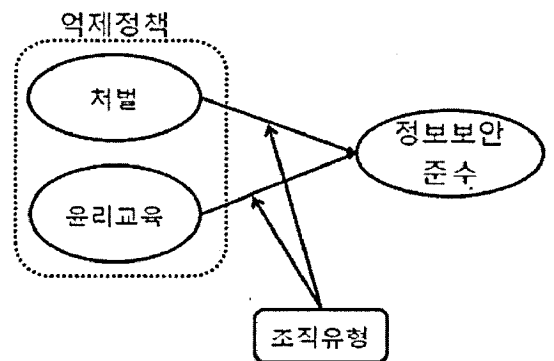 억제정책
처벌
정보보안
준수
윤리교육
조직유형